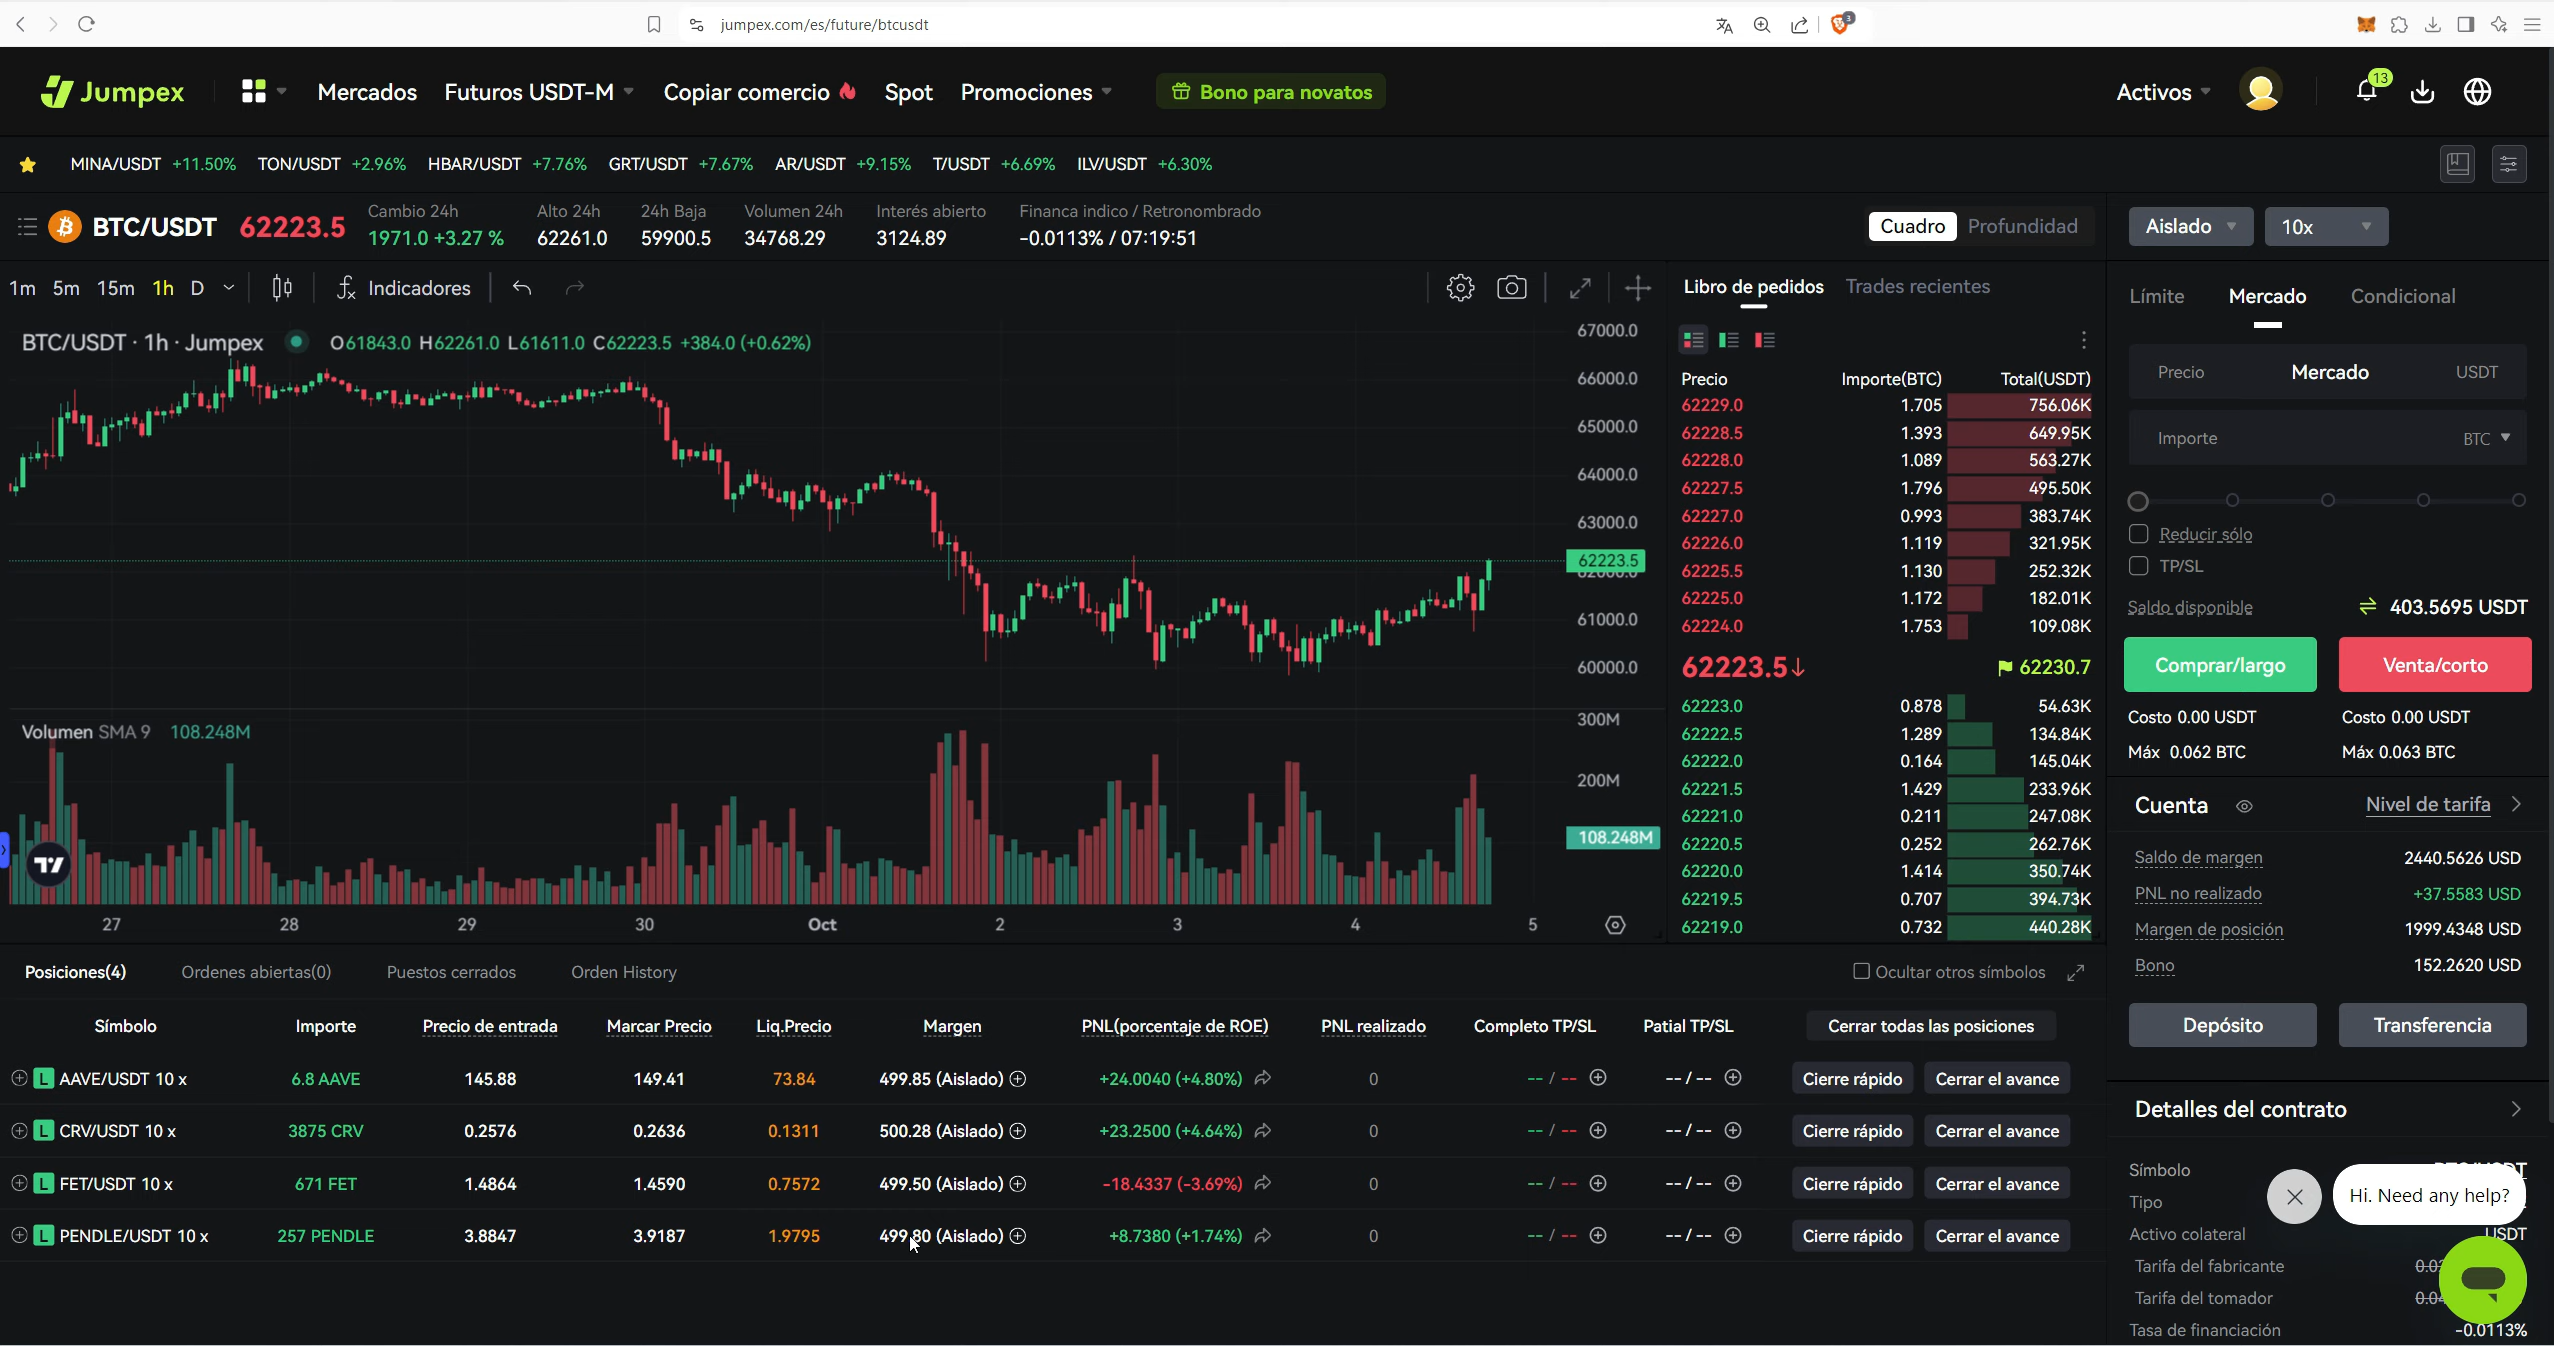 jumpex.com/es/future/btcusdt
3
Jumpex
Mercados
Futuros USDT-M
Copiar comercio
Spot
Promociones
Bono para novatos
Activos
13
MINA/USDT +11.50% TON/USDT +2.96% HBAR/USDT +7.76% GRT/USDT +7.67% AR/USDT +9.15% T/USDT +6.69% ILV/USDT +6.30%
BTC/USDT 62223.5
Cambio 24h
1971.0 +3.27 %
Alto 24h
62261.0
24h Baja
59900.5
Volumen 24h
34768.29
Interés abierto
3124.89
Financa indico / Retronombrado
-0.0113% / 07:19:51
Cuadro Profundidad
Aislado
10x
1m 5m 15m 1h D
Indicadores
BTC/USDT · 1h · Jumpex O61843.0 H62261.0 L61611.0 C62223.5 +384.0 (+0.62%)
67000.0
66000.0
65000.0
64000.0
63000.0
62223.5
62000.0
61000.0
60000.0
Volumen SMA 9 108.248M
300M
200M
108.248M
27 28 29 30 Oct 2 3 4 5
Libro de pedidos Trades recientes
Precio Importe(BTC) Total(USDT)
62229.0 1.705 756.06K
62228.5 1.393 649.95K
62228.0 1.089 563.27K
62227.5 1.796 495.50K
62227.0 0.993 383.74K
62226.0 1.119 321.95K
62225.5 1.130 252.32K
62225.0 1.172 182.01K
62224.0 1.753 109.08K
62223.5↓ 62230.7
62223.0 0.878 54.63K
62222.5 1.289 134.84K
62222.0 0.164 145.04K
62221.5 1.429 233.96K
62221.0 0.211 247.08K
62220.5 0.252 262.76K
62220.0 1.414 350.74K
62219.5 0.707 394.73K
62219.0 0.732 440.28K
Límite Mercado Condicional
Precio Mercado USDT
Importe BTC
Reducir sólo
TP/SL
Saldo disponible 403.5695 USDT
Comprar/largo Venta/corto
Costo 0.00 USDT Costo 0.00 USDT
Máx 0.062 BTC Máx 0.063 BTC
Cuenta Nivel de tarifa
Saldo de margen 2440.5626 USD
PNL no realizado +37.5583 USD
Margen de posición 1999.4348 USD
Bono 152.2620 USD
Depósito Transferencia
Detalles del contrato
Símbolo
Tipo
Activo colateral USDT
Tarifa del fabricante
Tarifa del tomador
Tasa de financiación -0.0113%
Hi. Need any help?
Posiciones(4) Ordenes abiertas(0) Puestos cerrados Orden History
Ocultar otros símbolos
Símbolo Importe Precio de entrada Marcar Precio Liq.Precio Margen PNL(porcentaje de ROE) PNL realizado Completo TP/SL Patial TP/SL Cerrar todas las posiciones
L AAVE/USDT 10 x 6.8 AAVE 145.88 149.41 73.84 499.85 (Aislado) +24.0040 (+4.80%) 0 -- / -- -- / -- Cierre rápido Cerrar el avance
L CRV/USDT 10 x 3875 CRV 0.2576 0.2636 0.1311 500.28 (Aislado) +23.2500 (+4.64%) 0 -- / -- -- / -- Cierre rápido Cerrar el avance
L FET/USDT 10 x 671 FET 1.4864 1.4590 0.7572 499.50 (Aislado) -18.4337 (-3.69%) 0 -- / -- -- / -- Cierre rápido Cerrar el avance
L PENDLE/USDT 10 x 257 PENDLE 3.8847 3.9187 1.9795 499.80 (Aislado) +8.7380 (+1.74%) 0 -- / -- -- / -- Cierre rápido Cerrar el avance